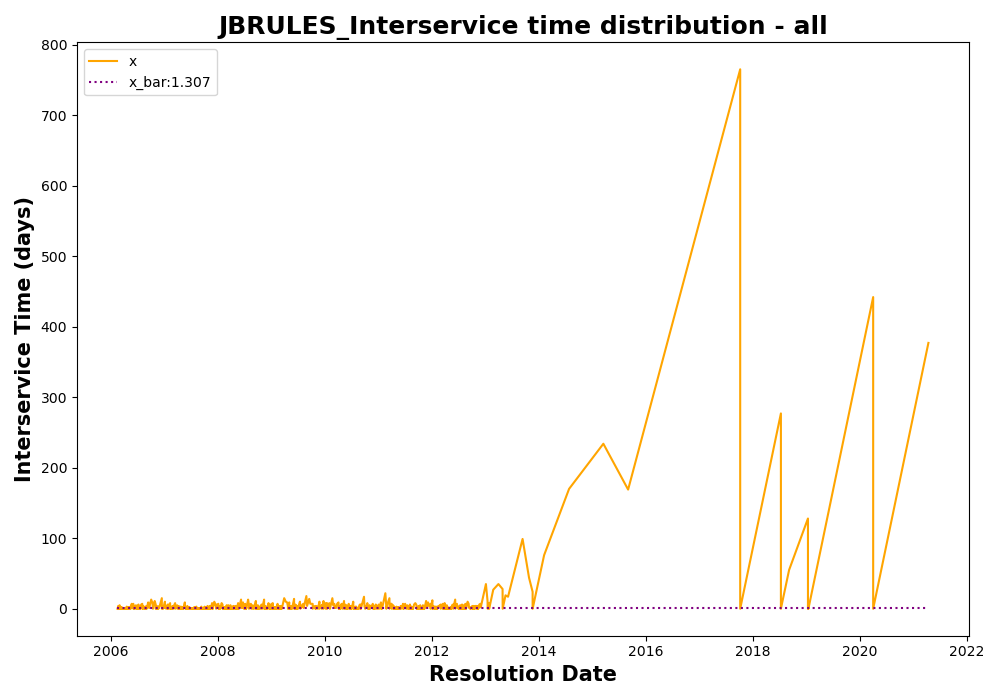 JBRULES_Interservice time distribution - all
x
x_bar:1.307
Interservice Time (days)
800
700
600
500
400
300
200
100
0
2006 2008 2010 2012 2014 2016 2018 2020 2022
Resolution Date